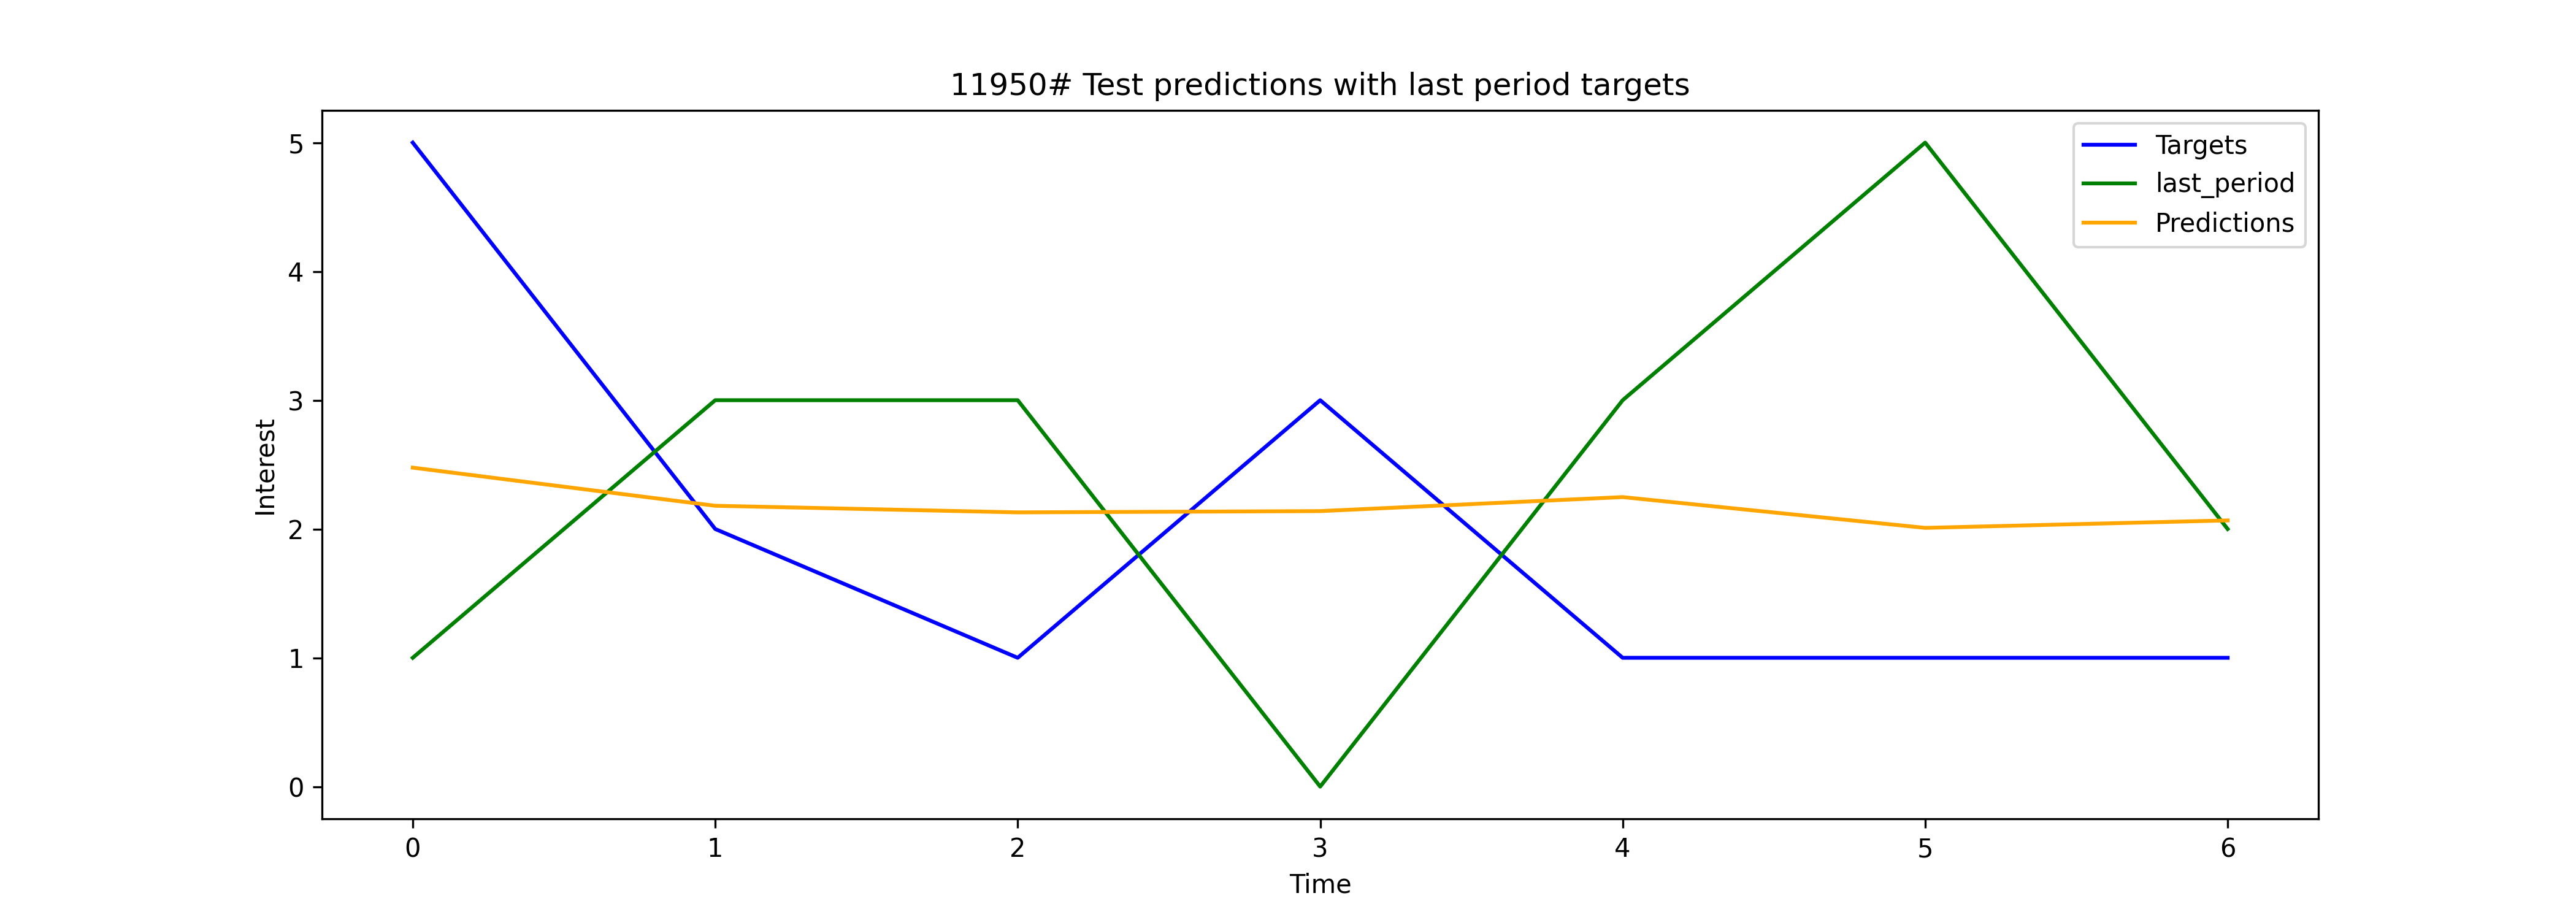 11950# Test predictions with last period targets
Targets
last_period
Predictions
5
4
3
2
1
0
Interest
0 1 2 3 4 5 6
Time